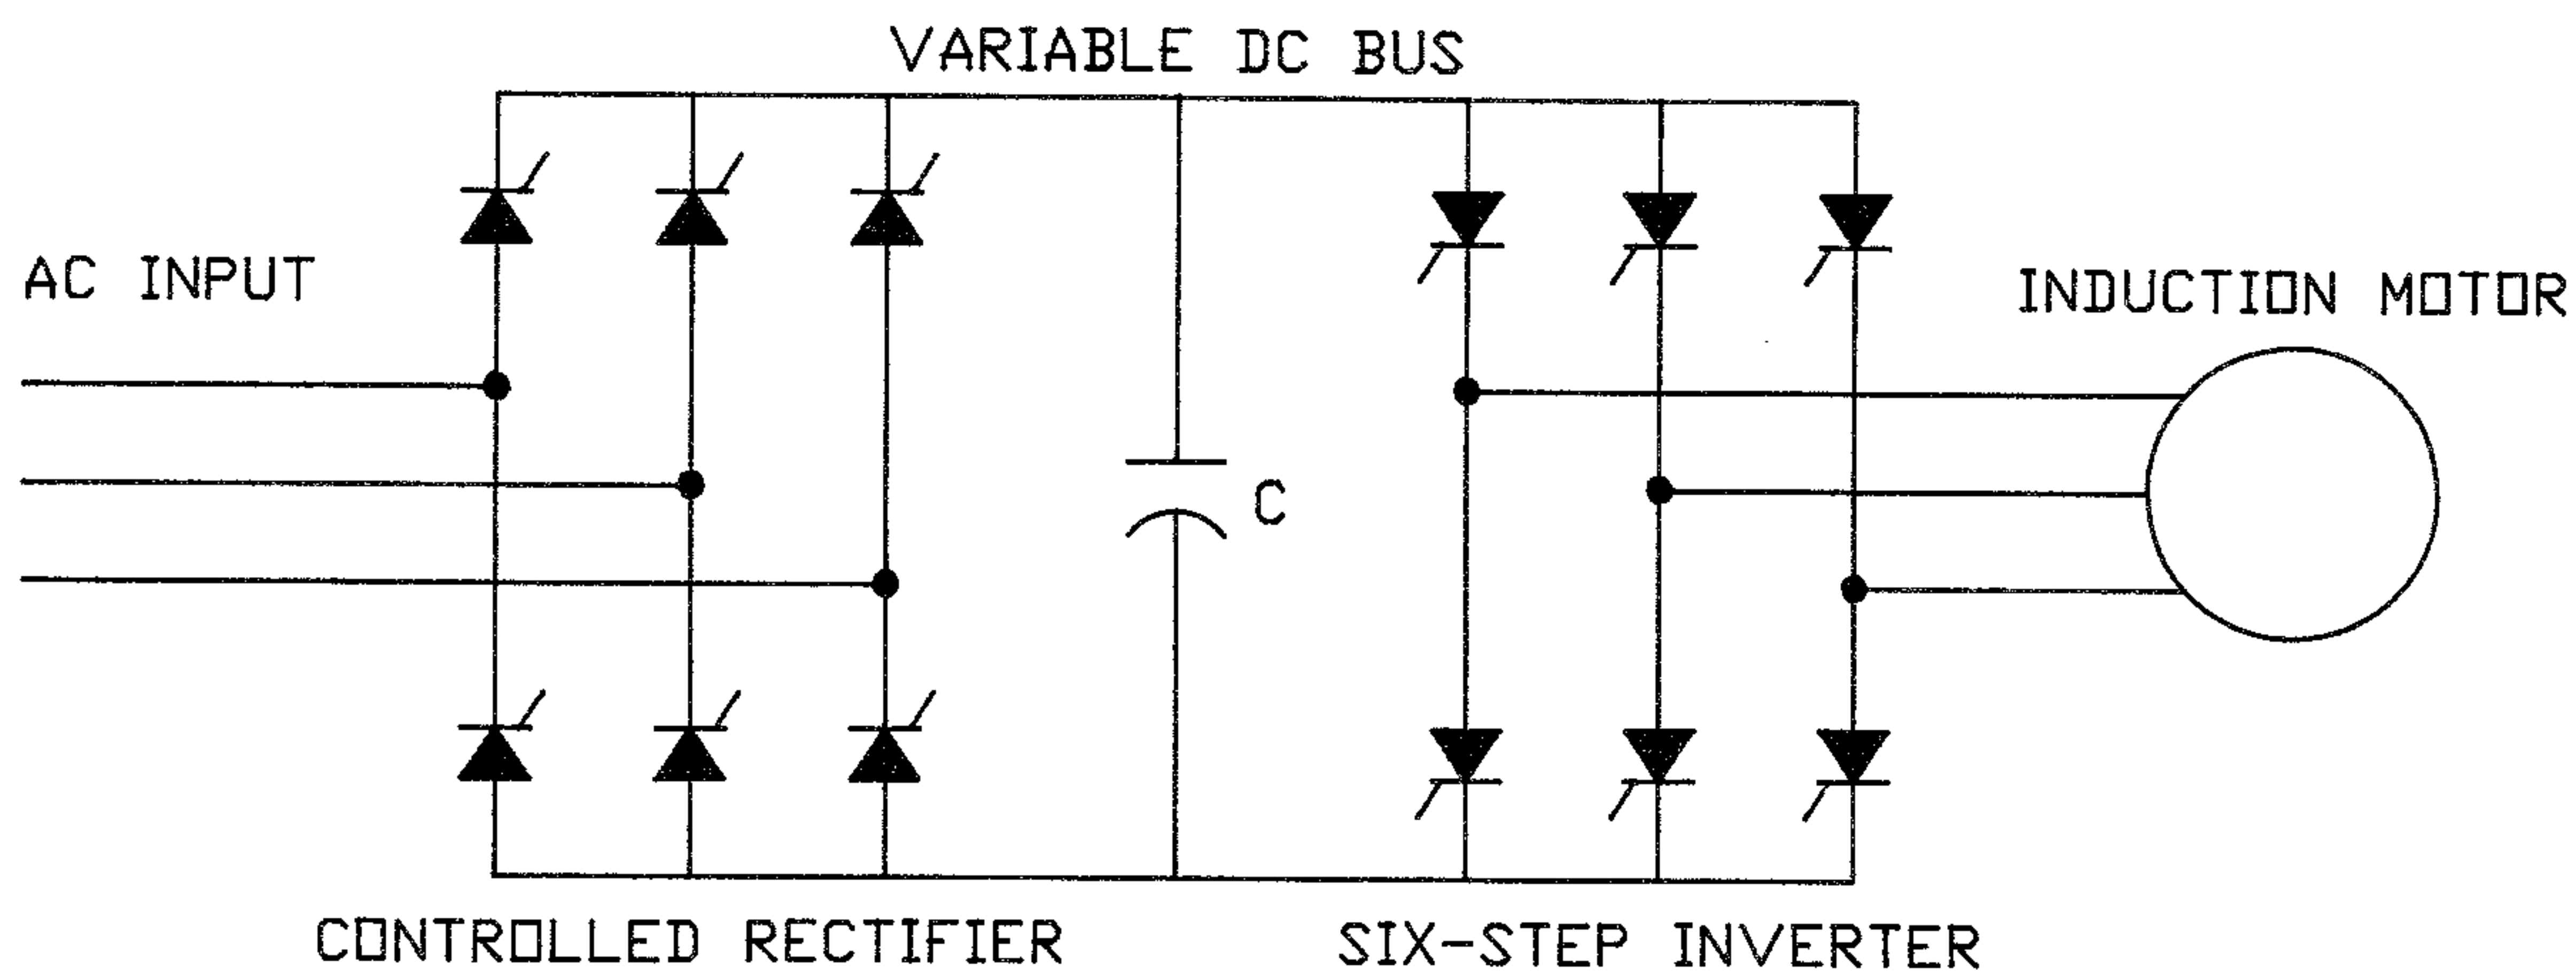 VARIABLE DC BUS
AC INPUT
INDUCTION MOTOR
C
CONTROLLED RECTIFIER
SIX-STEP INVERTER